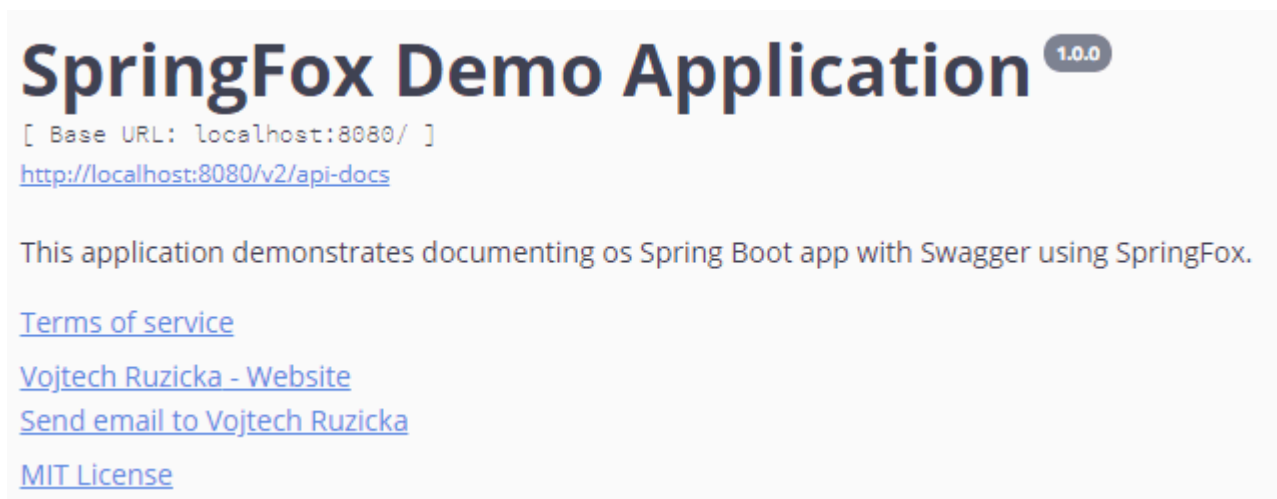 SpringFox Demo Application 1.0.0
[ Base URL: localhost:8080/ ]
http://localhost:8080/v2/api-docs
This application demonstrates documenting os Spring Boot app with Swagger using SpringFox.
Terms of service
Vojtech Ruzicka - Website
Send email to Vojtech Ruzicka
MIT License